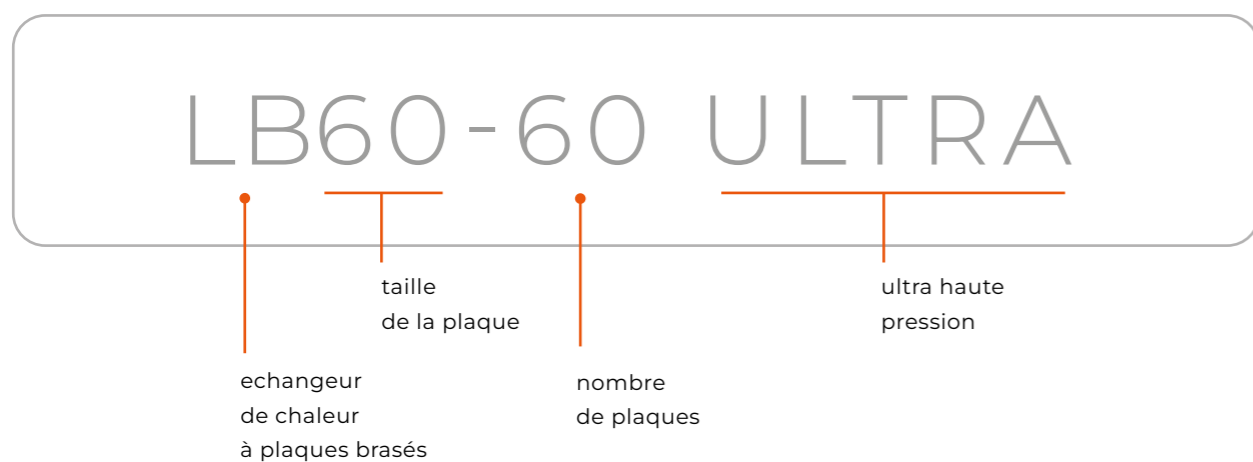 LB60-60 ULTRA
taille
de la plaque
ultra haute
pression
echangeur
de chaleur
à plaques brasés
nombre
de plaques